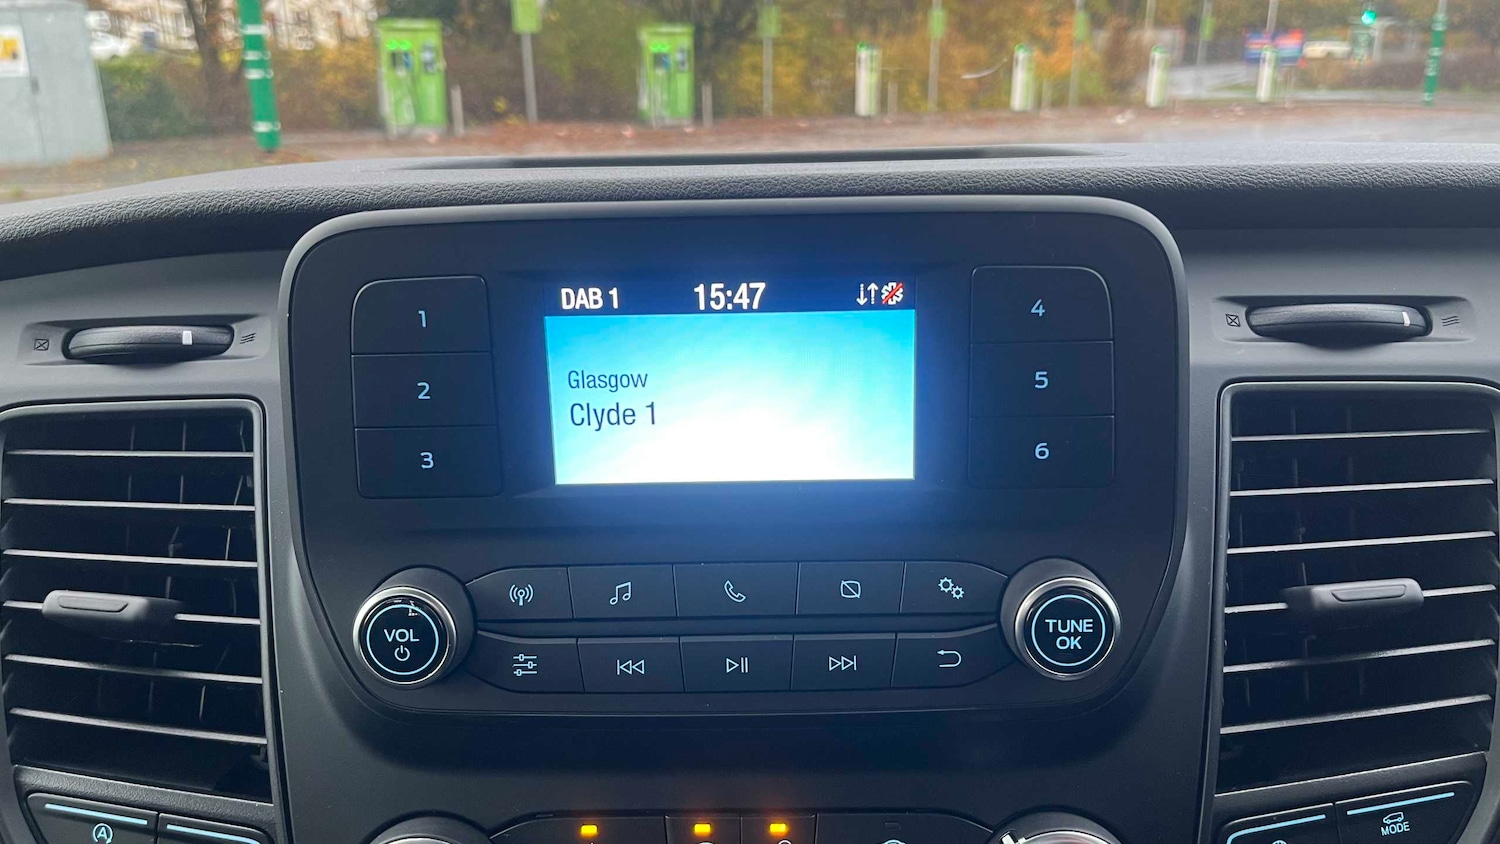 DAB 1 15:47
Glasgow
Clyde 1
1
2
3
4
5
6
VOL
TUNE
OK
A
MODE